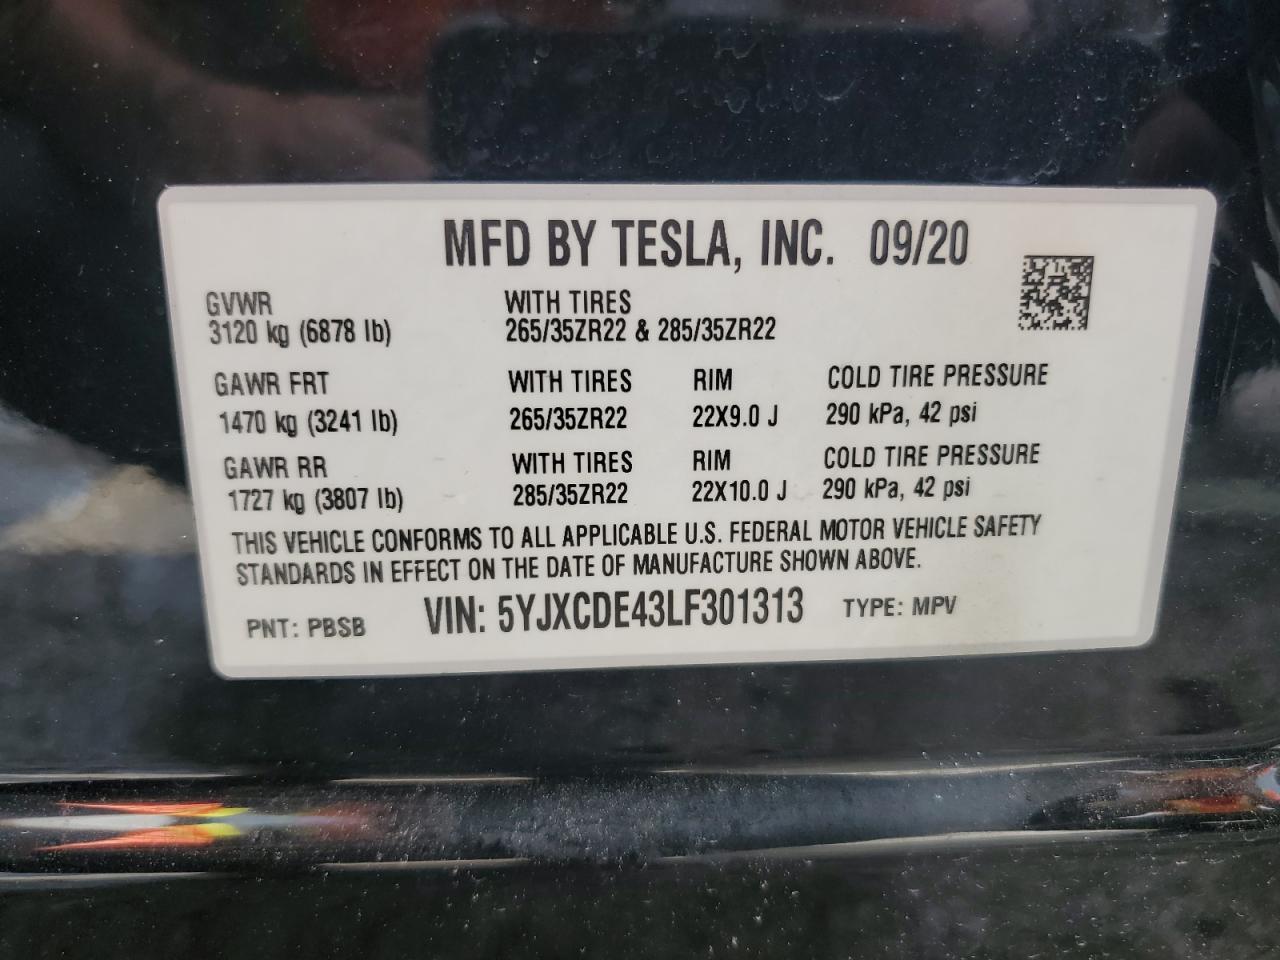 MFD BY TESLA, INC. 09/20
GVWR WITH TIRES
3120 kg (6878 lb) 265/35ZR22 & 285/35ZR22
GAWR FRT WITH TIRES RIM COLD TIRE PRESSURE
1470 kg (3241 lb) 265/35ZR22 22X9.0 J 290 kPa, 42 psi
GAWR RR WITH TIRES RIM COLD TIRE PRESSURE
1727 kg (3807 lb) 285/35ZR22 22X10.0 J 290 kPa, 42 psi
THIS VEHICLE CONFORMS TO ALL APPLICABLE U.S. FEDERAL MOTOR VEHICLE SAFETY
STANDARDS IN EFFECT ON THE DATE OF MANUFACTURE SHOWN ABOVE.
PNT: PBSB VIN: 5YJXCDE43LF301313 TYPE: MPV